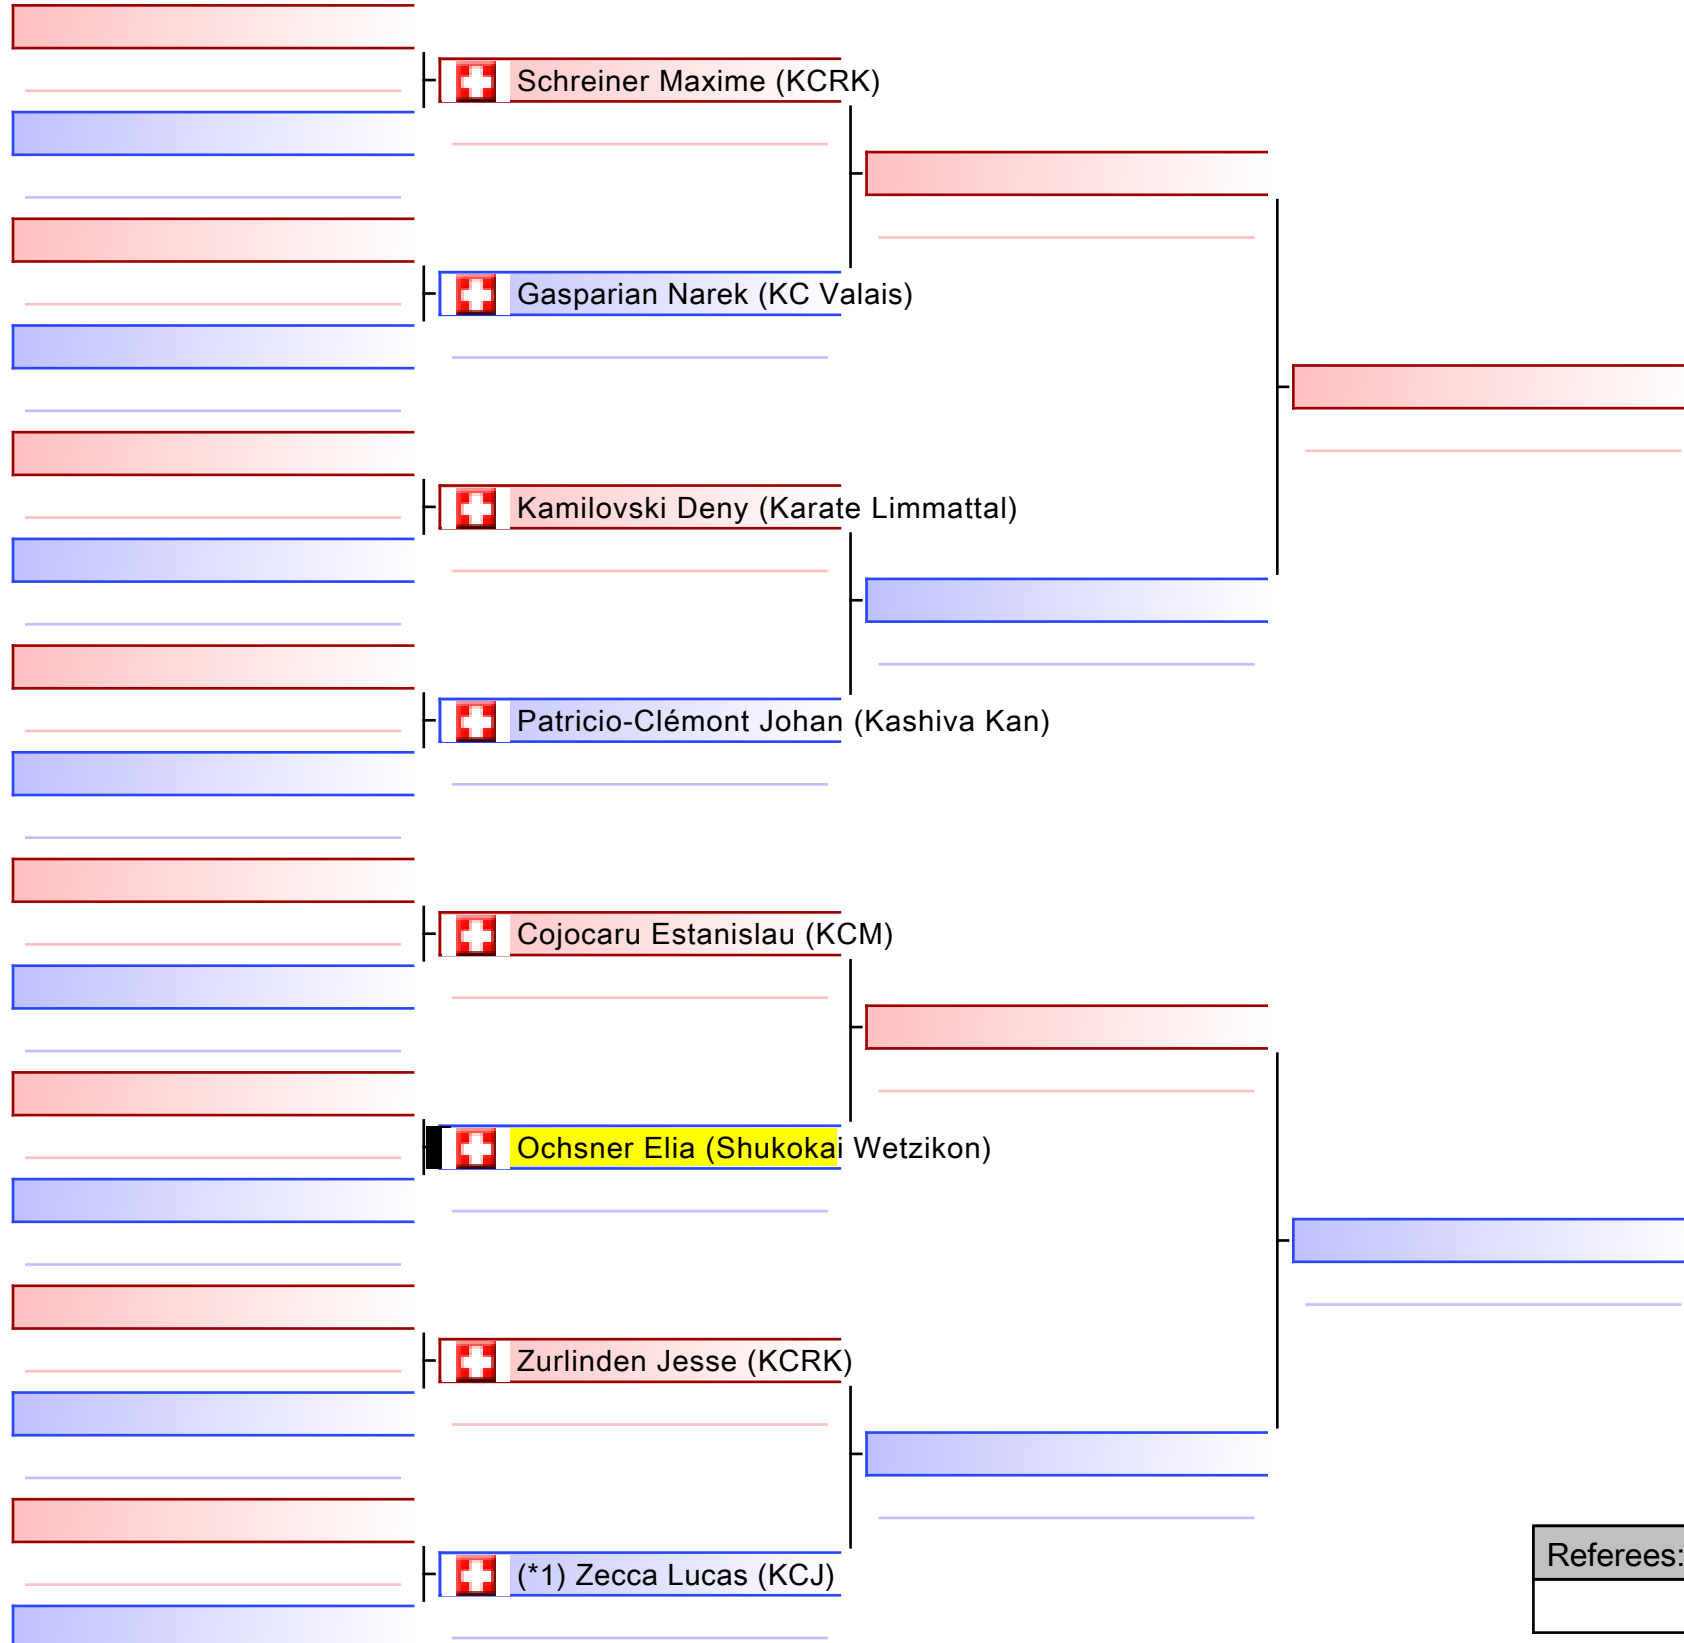 Schreiner Maxime (KCRK)
Gasparian Narek (KC Valais)
Kamilovski Deny (Karate Limmattal)
Patricio-Clémont Johan (Kashiva Kan)
Cojocaru Estanislau (KCM)
Ochsner Elia (Shukokai Wetzikon)
Zurlinden Jesse (KCRK)
(*1) Zecca Lucas (KCJ)
Referees: